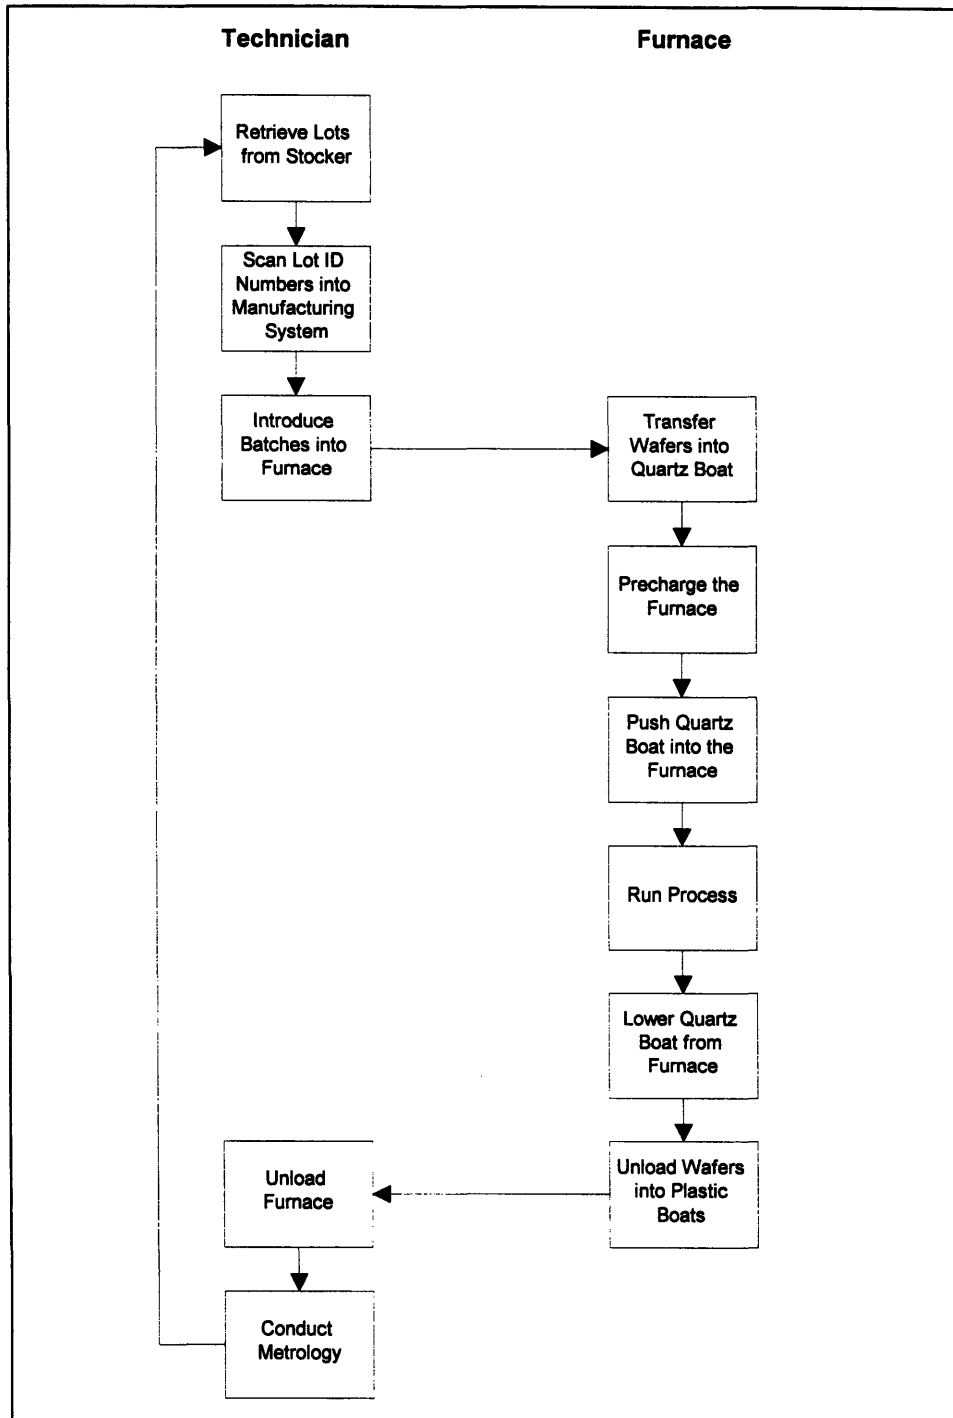 Technician
Furnace
Retrieve Lots
from Stocker
Scan Lot ID
Numbers into
Manufacturing
System
Introduce
Batches into
Furnace
Transfer
Wafers into
Quartz Boat
Precharge the
Furnace
Push Quartz
Boat into the
Furnace
Run Process
Lower Quartz
Boat from
Furnace
Unload Wafers
into Plastic
Boats
Unload
Furnace
Conduct
Metrology